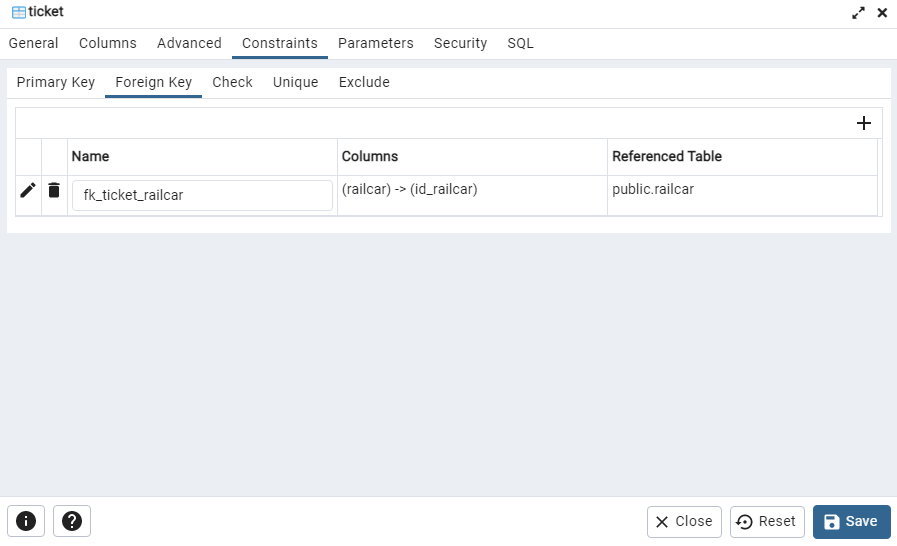 ticket
General Columns Advanced Constraints Parameters Security SQL
Primary Key Foreign Key Check Unique Exclude
Name Columns Referenced Table
fk_ticket_railcar (railcar) -> (id_railcar) public.railcar
Close Reset Save